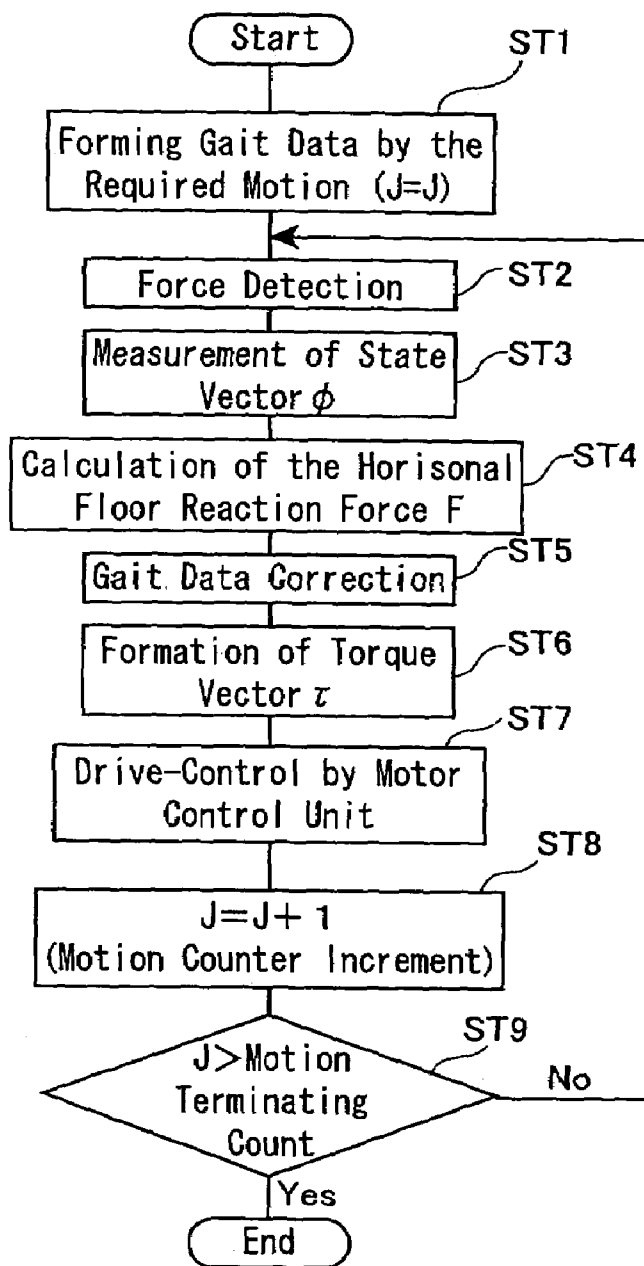 Start
ST1
Forming Gait Data by the
Required Motion (J=J)
ST2
Force Detection
ST3
Measurement of State
Vector φ
ST4
Calculation of the Horisonal
Floor Reaction Force F
ST5
Gait Data Correction
ST6
Formation of Torque
Vector τ
ST7
Drive-Control by Motor
Control Unit
ST8
J=J+1
(Motion Counter Increment)
ST9
J>Motion
Terminating
Count
No
Yes
End